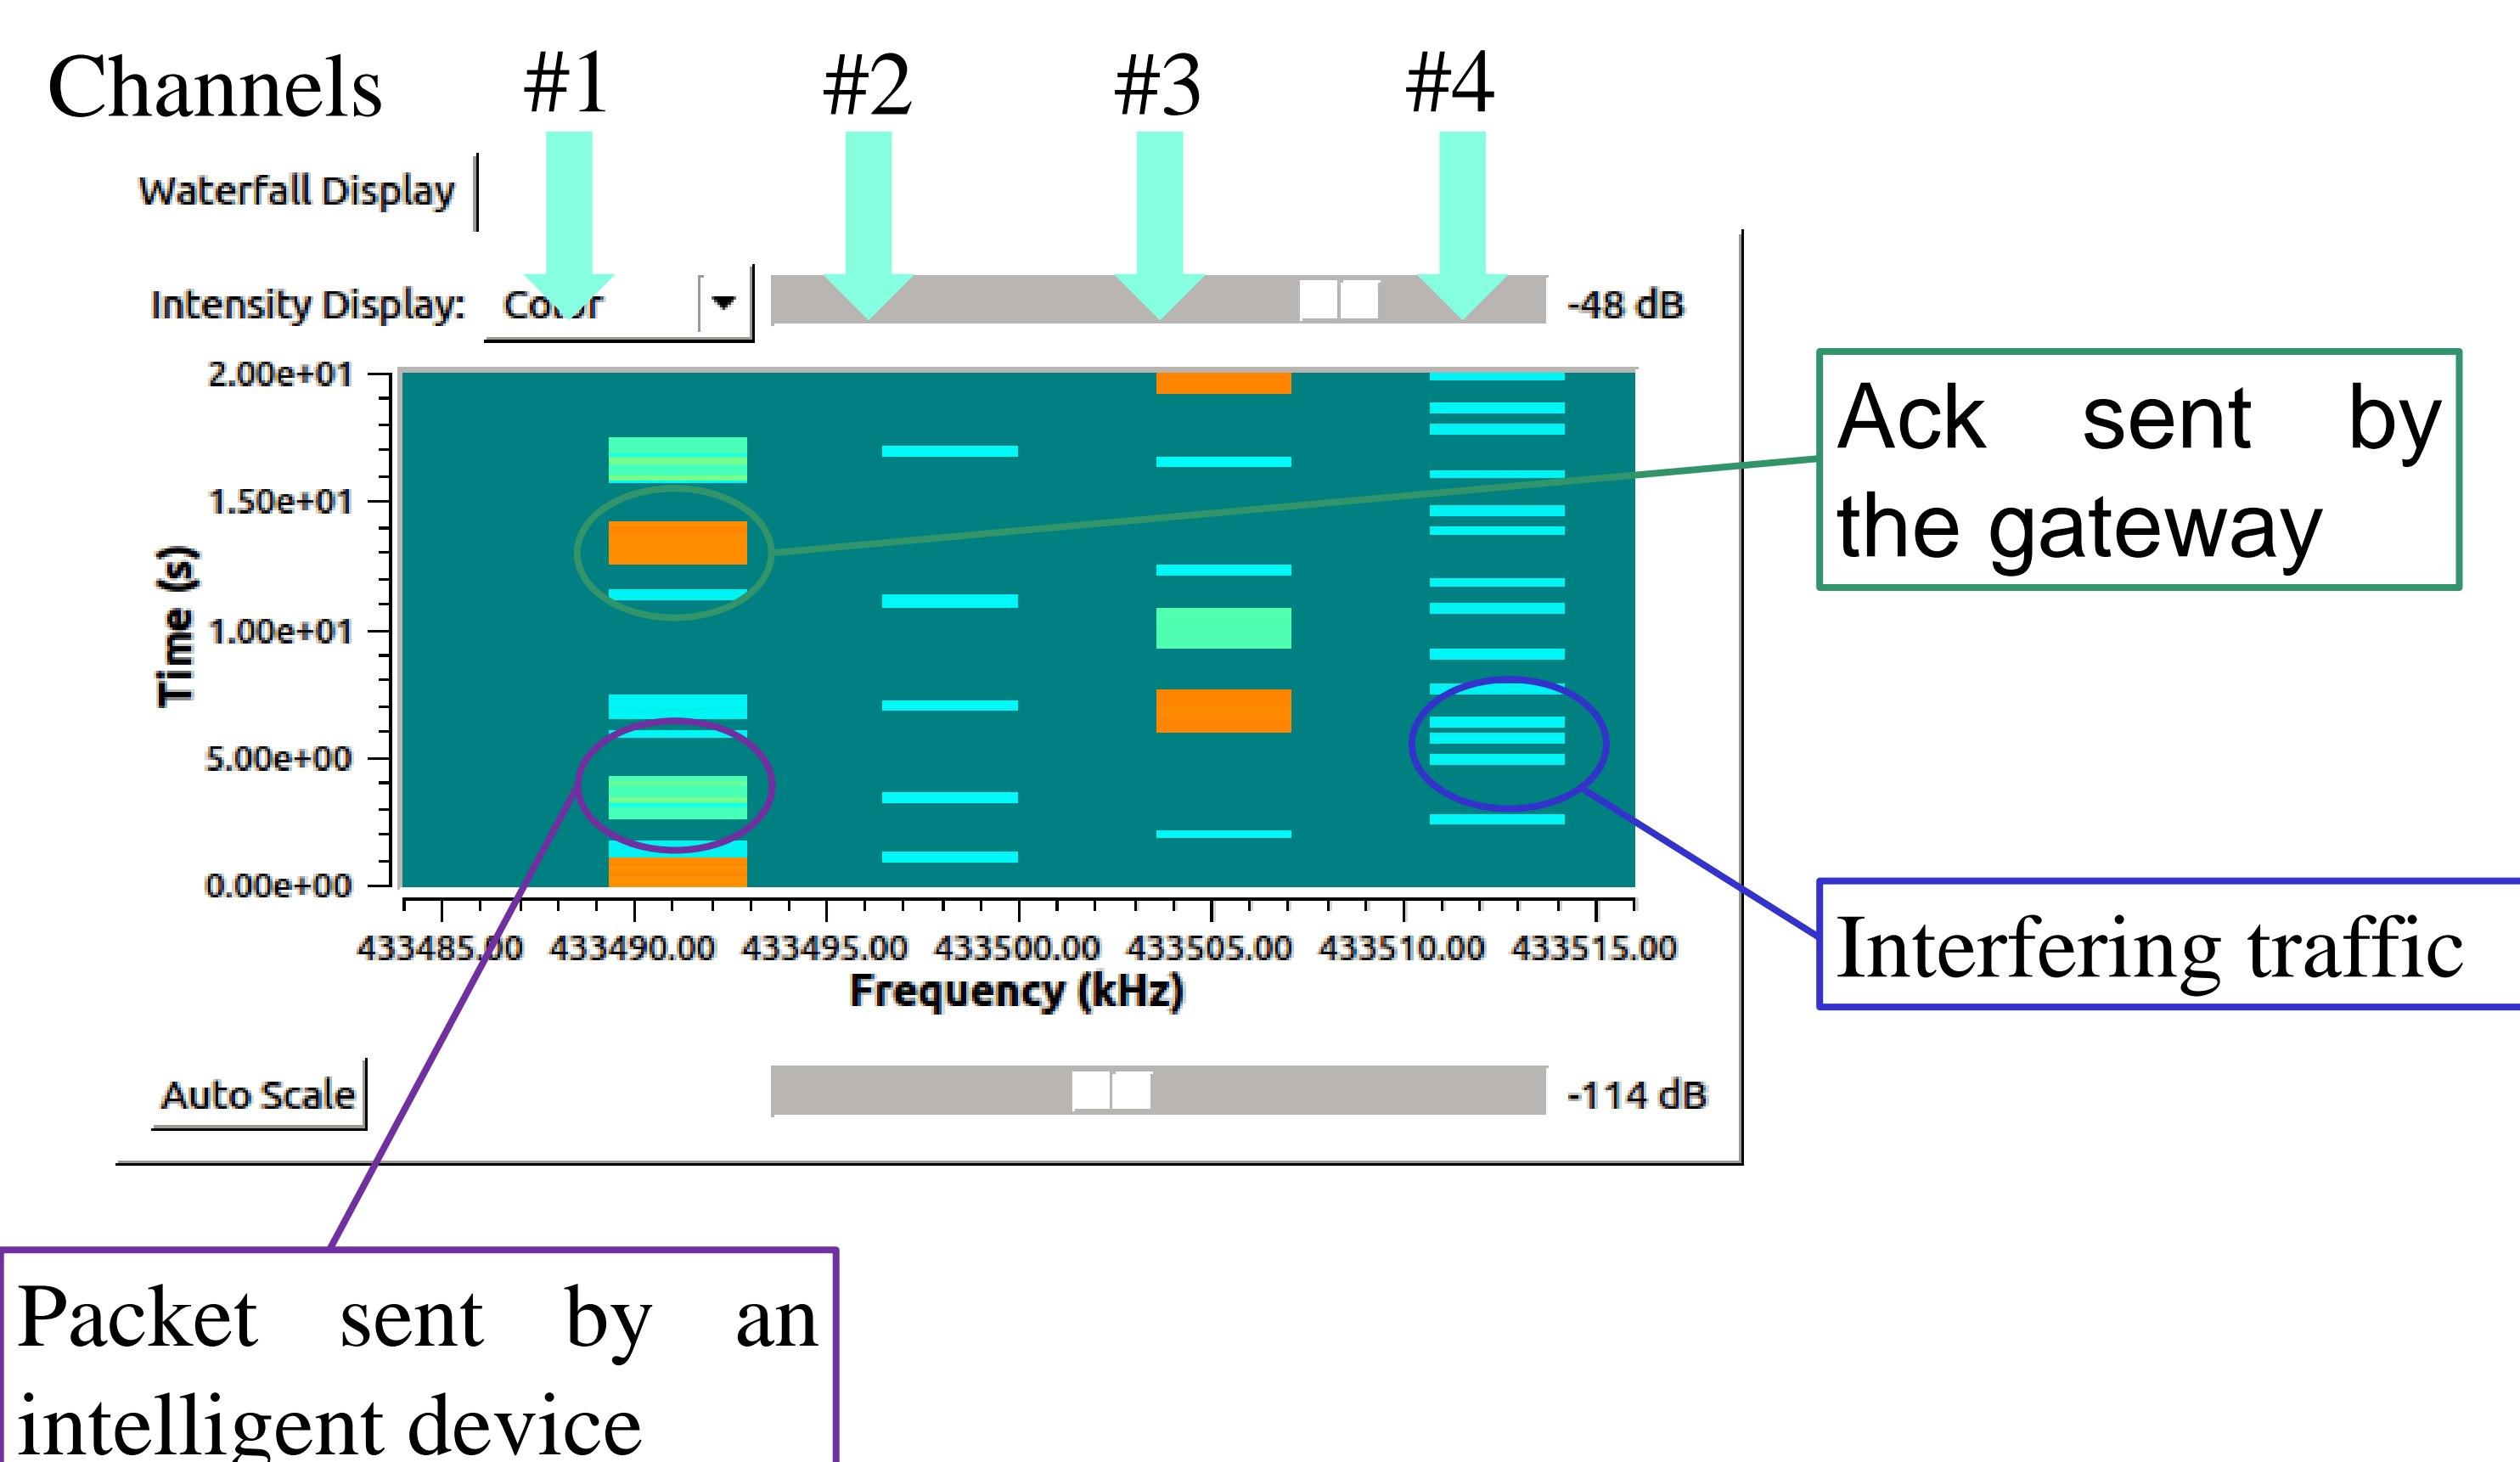 Channels #1 #2 #3 #4
Waterfall Display
Intensity Display: Color -48 dB
2.00e+01
1.50e+01
1.00e+01
5.00e+00
0.00e+00
Time (s)
433485.00 433490.00 433495.00 433500.00 433505.00 433510.00 433515.00
Frequency (kHz)
Auto Scale -114 dB
Ack sent by
the gateway
Interfering traffic
Packet sent by an
intelligent device